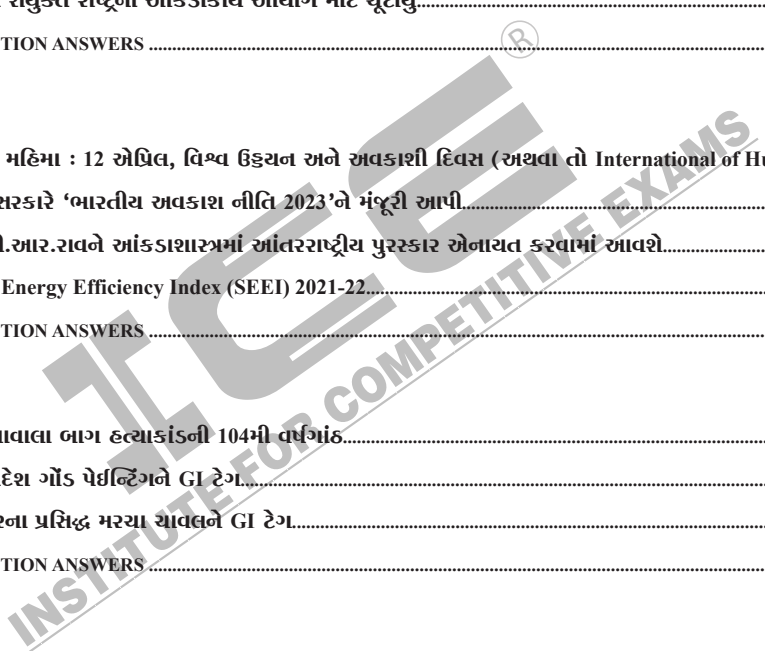 સંયુક્ત રાષ્ટ્રના આંકડાકીય આયોગ માટે ચૂંટાયું
TION ANSWERS
મહિમા : 12 એપ્રિલ, વિશ્વ ઉડ્ડયન અને અવકાશી દિવસ (અથવા તો International of Hu
સરકારે ‘ભારતીય અવકાશ નીતિ 2023’ને મંજૂરી આપી
.આર.રાવને આંકડાશાસ્ત્રમાં આંતરરાષ્ટ્રીય પુરસ્કાર એનાયત કરવામાં આવશે
Energy Efficiency Index (SEEI) 2021-22
TION ANSWERS
વાલા બાગ હત્યાકાંડની 104મી વર્ષગાંઠ
દેશ ગોંડ પેઈન્ટિંગને GI ટેગ
રના પ્રસિદ્ધ મરચા ચાવલને GI ટેગ
TION ANSWERS
ICE ®
INSTITUTE FOR COMPETITIVE EXAMS